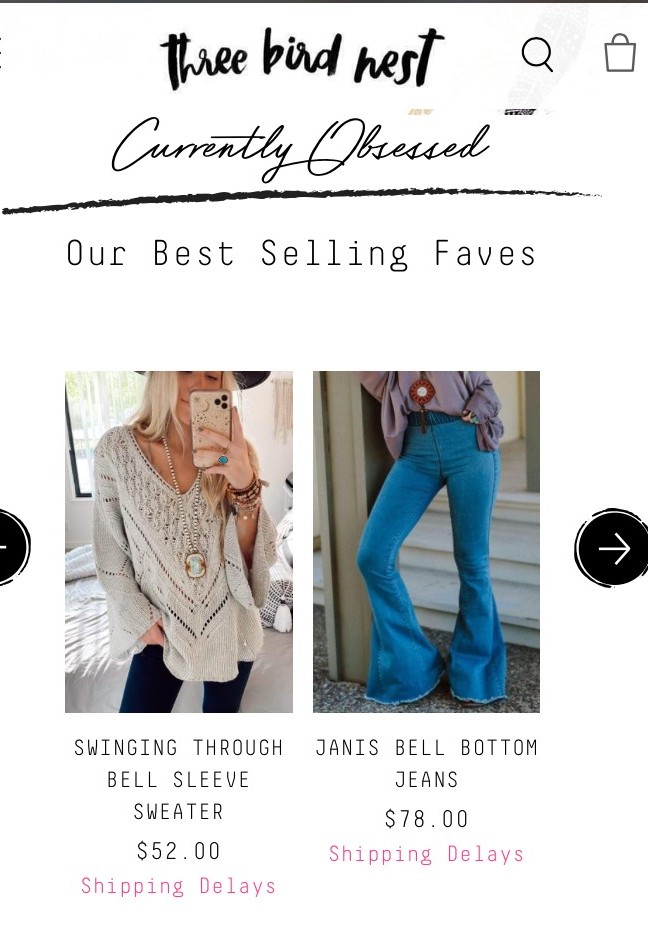 three bird nest
Currently Obsessed
Our Best Selling Faves
SWINGING THROUGH
BELL SLEEVE
SWEATER
$52.00
Shipping Delays
JANIS BELL BOTTOM
JEANS
$78.00
Shipping Delays